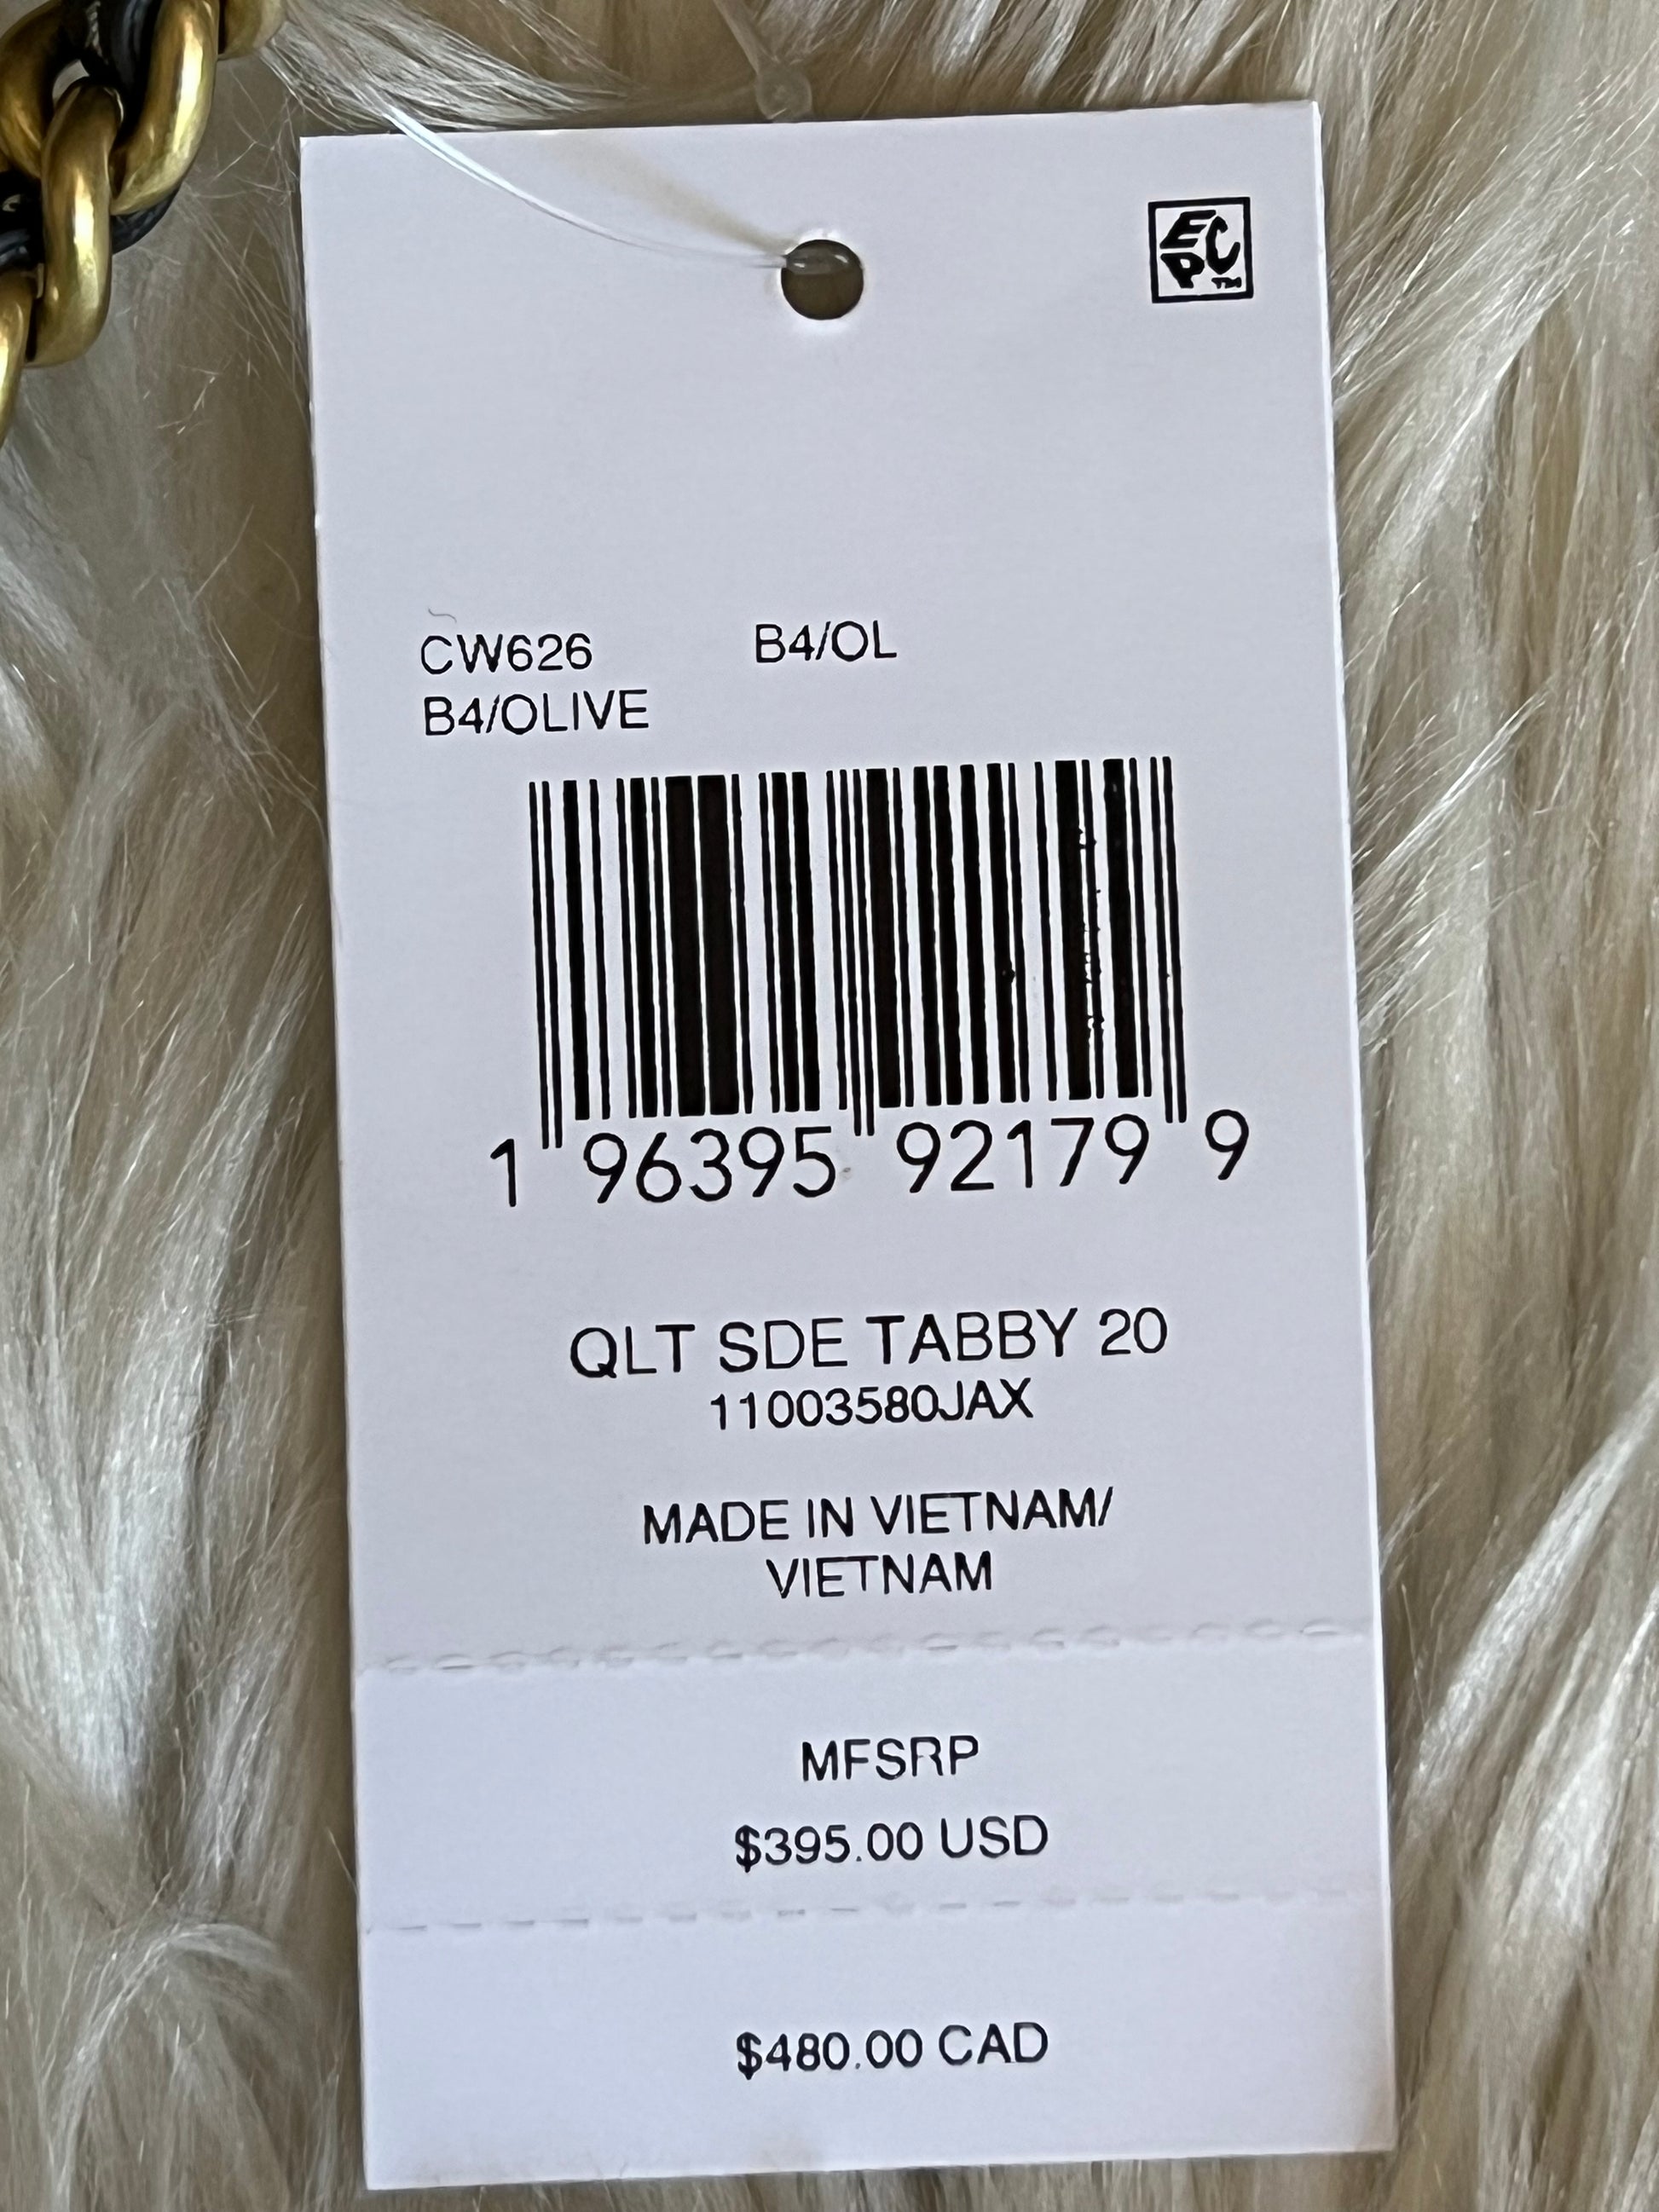 EPC™
CW626 B4/OL
B4/OLIVE
1 96395 92179 9
QLT SDE TABBY 20
11003580JAX
MADE IN VIETNAM/
VIETNAM
MFSRP
$395.00 USD
$480.00 CAD